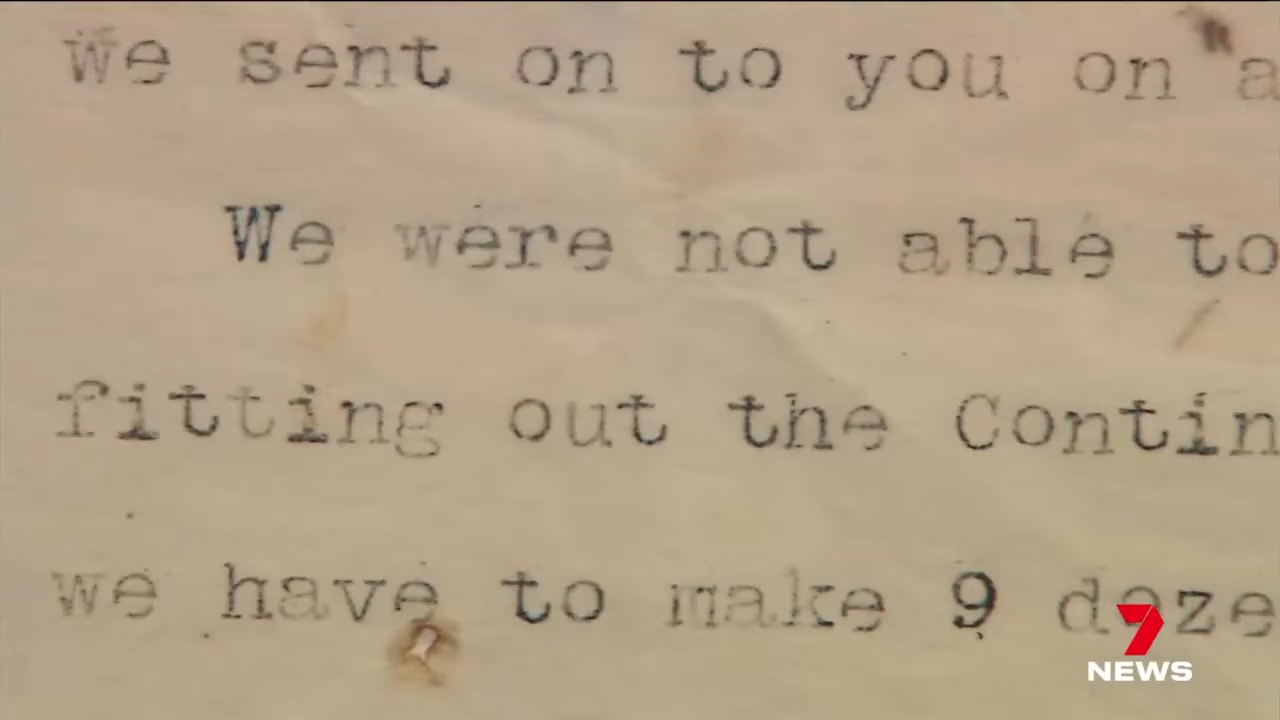 we sent on to you on a
We were not able to
fitting out the Contin
we have to make 9 doze
7
NEWS